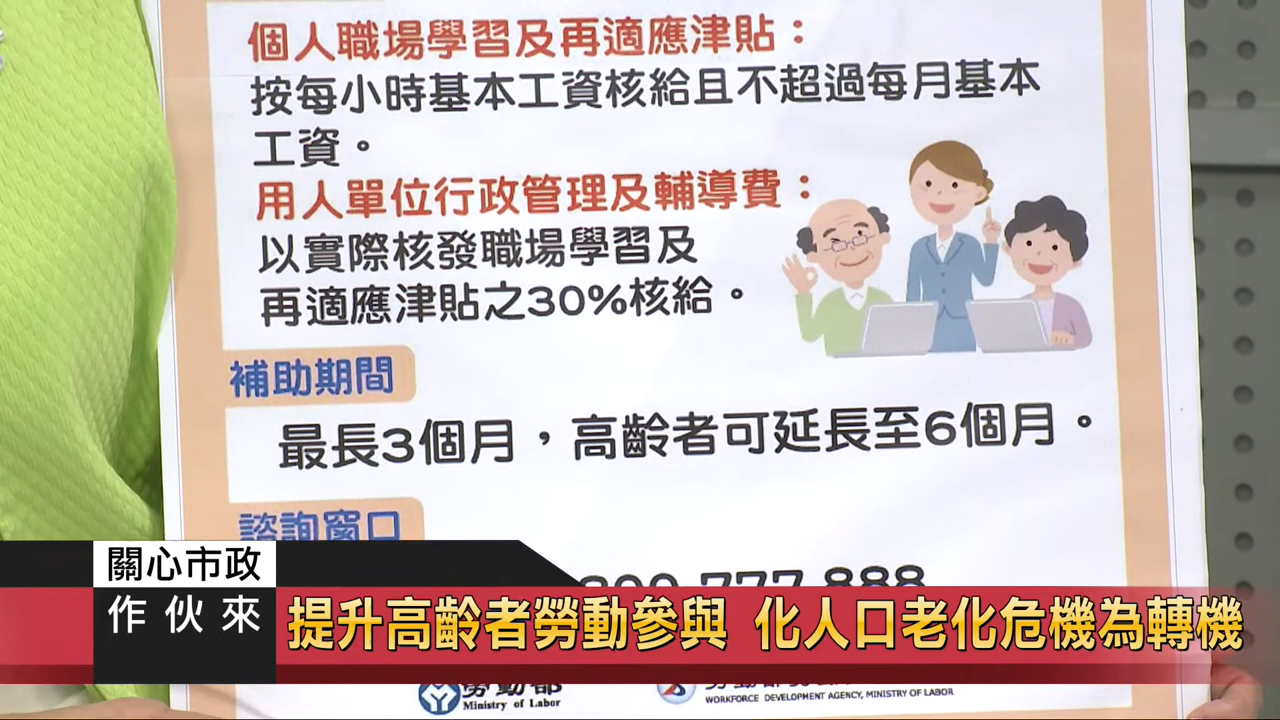 個人職場學習及再適應津貼：
按每小時基本工資核給且不超過每月基本
工資。
用人單位行政管理及輔導費：
以實際核發職場學習及
再適應津貼之30%核給。
補助期間
最長3個月，高齡者可延長至6個月。
諮詢窗口
777 888
關心市政
作伙來
提升高齡者勞動參與 化人口老化危機為轉機
勞動部
Ministry of Labor
WORKFORCE DEVELOPMENT AGENCY, MINISTRY OF LABOR